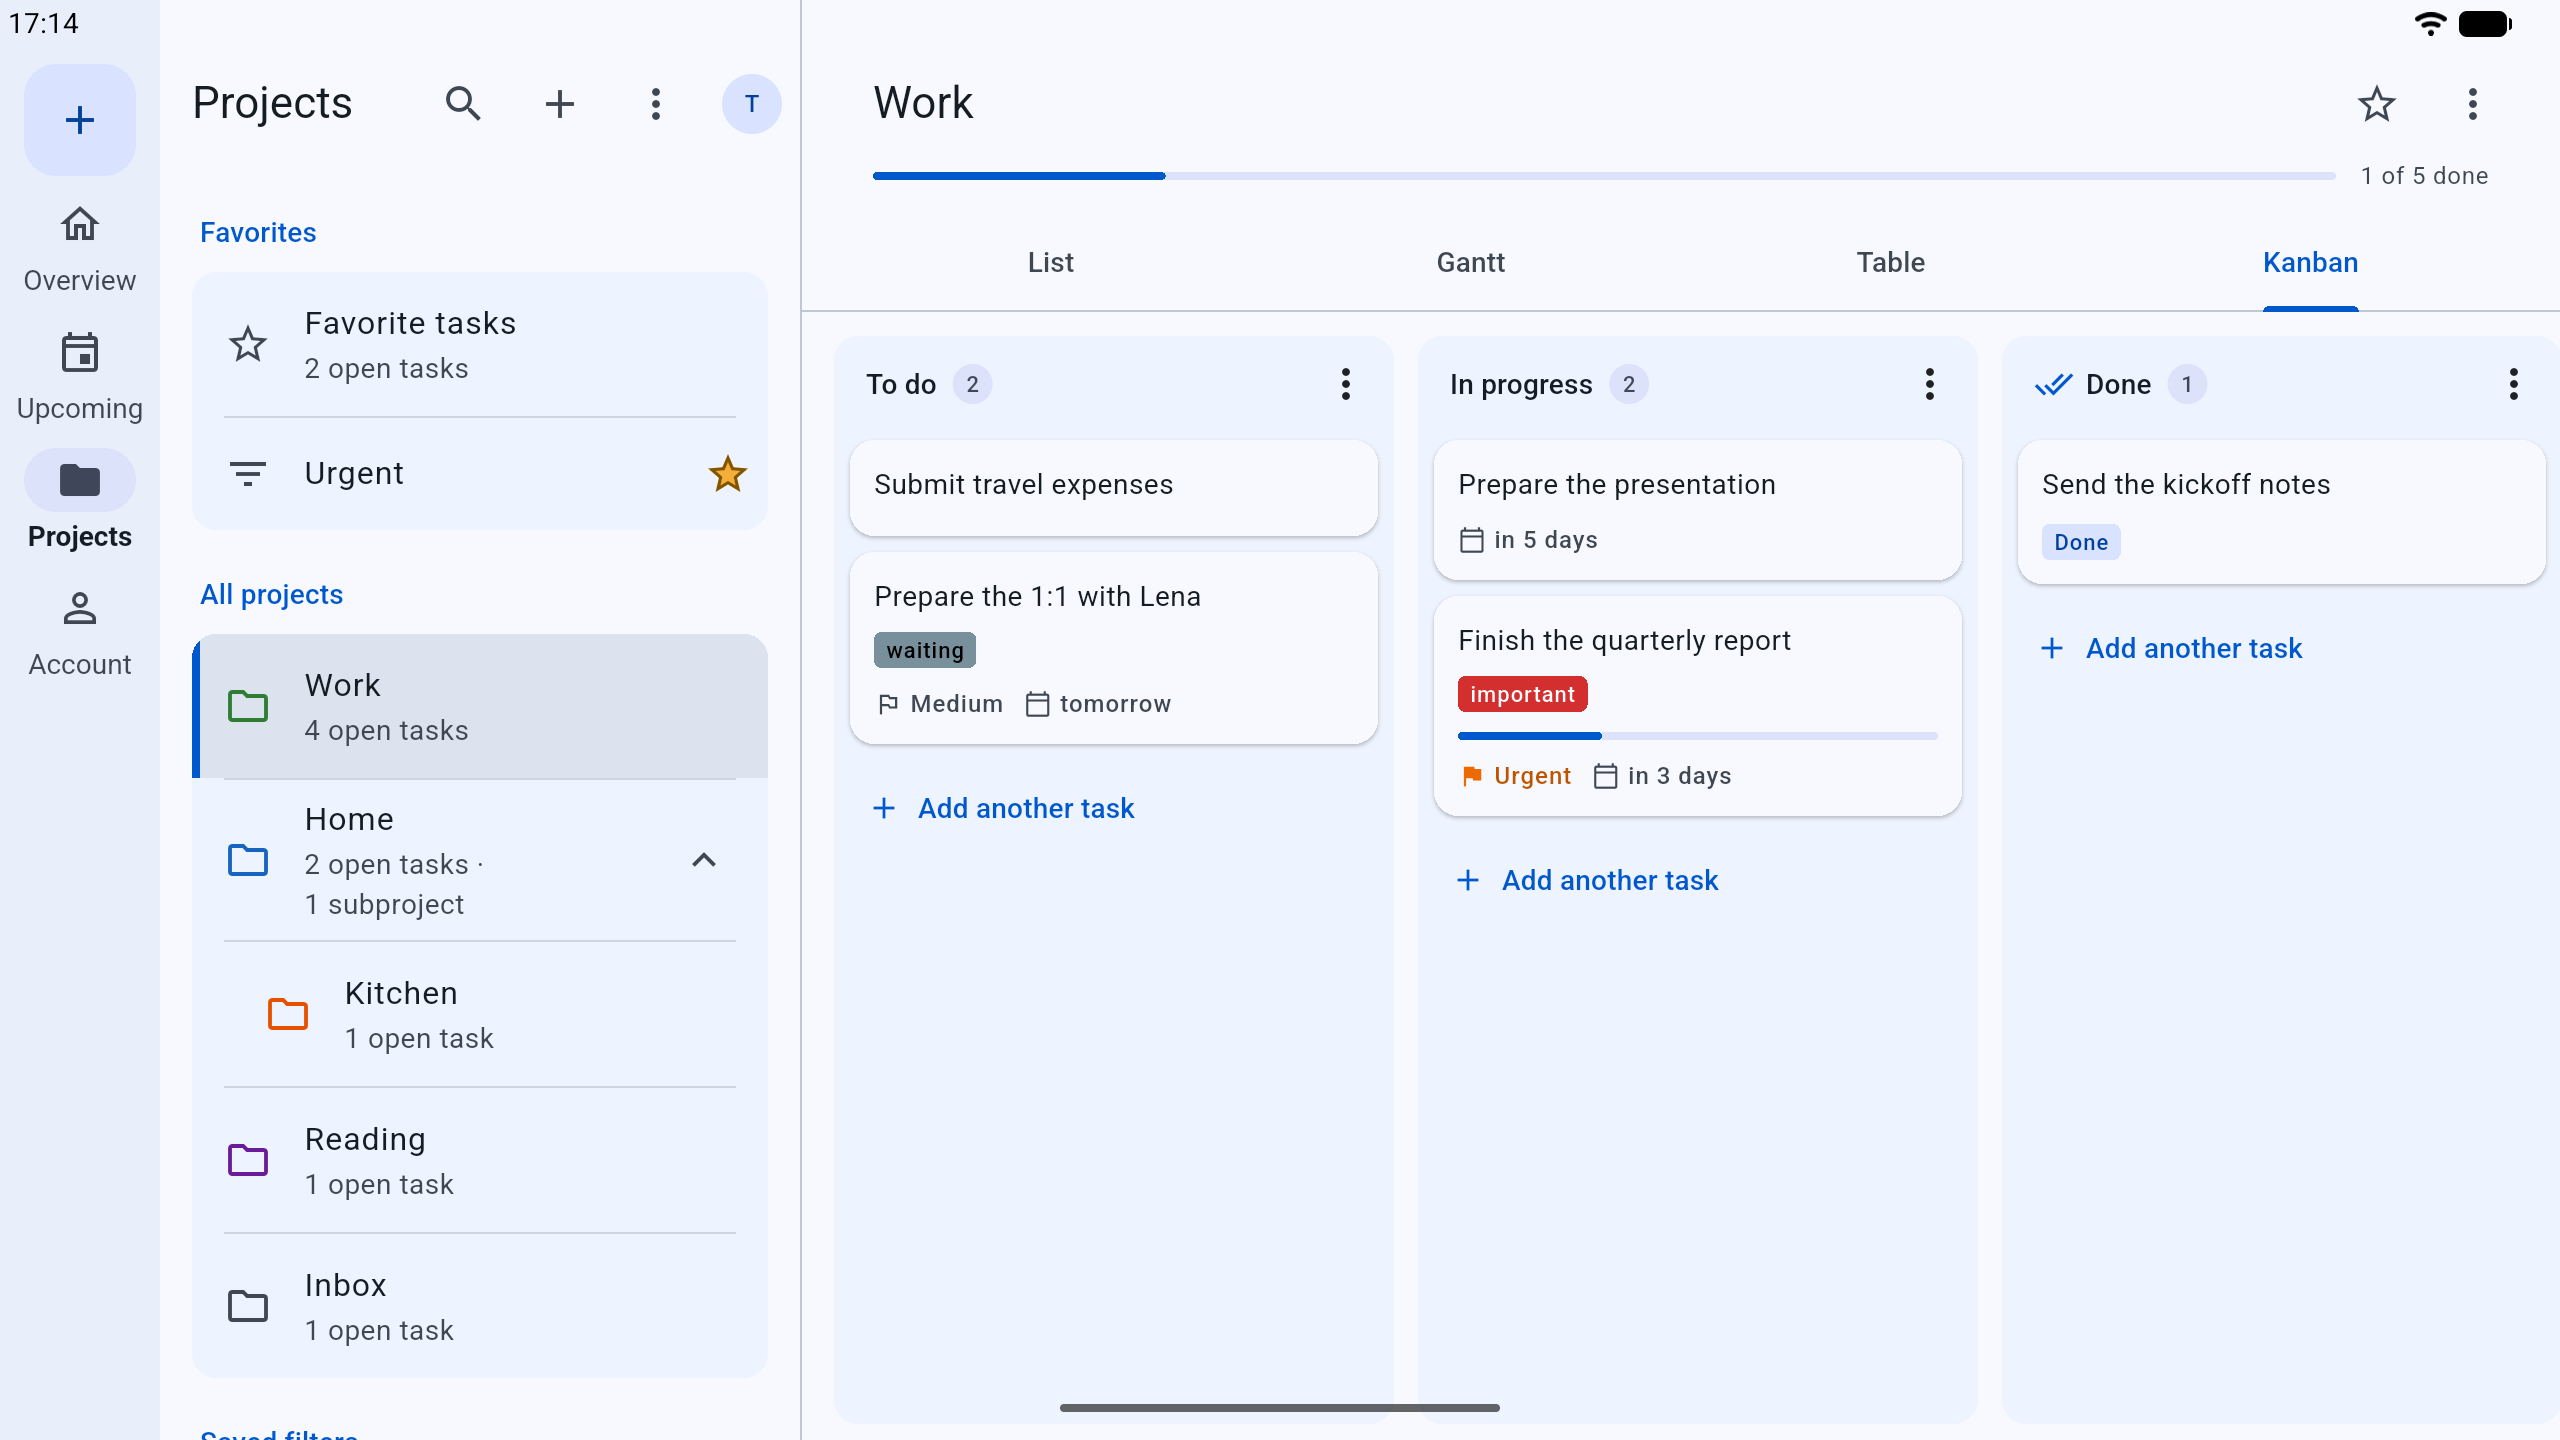 17:14
Overview
Upcoming
Projects
Account
Projects
T
Favorites
Favorite tasks
2 open tasks
Urgent
All projects
Work
4 open tasks
Home
2 open tasks ·
1 subproject
Kitchen
1 open task
Reading
1 open task
Inbox
1 open task
Saved filters
Work
1 of 5 done
List
Gantt
Table
Kanban
To do 2
Submit travel expenses
Prepare the 1:1 with Lena
waiting
Medium tomorrow
Add another task
In progress 2
Prepare the presentation
in 5 days
Finish the quarterly report
important
Urgent in 3 days
Add another task
Done 1
Send the kickoff notes
Done
Add another task